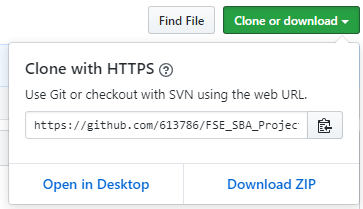 Find File
Clone or download
Clone with HTTPS ?
Use Git or checkout with SVN using the web URL.
https://github.com/613786/FSE_SBA_Projec
Open in Desktop
Download ZIP